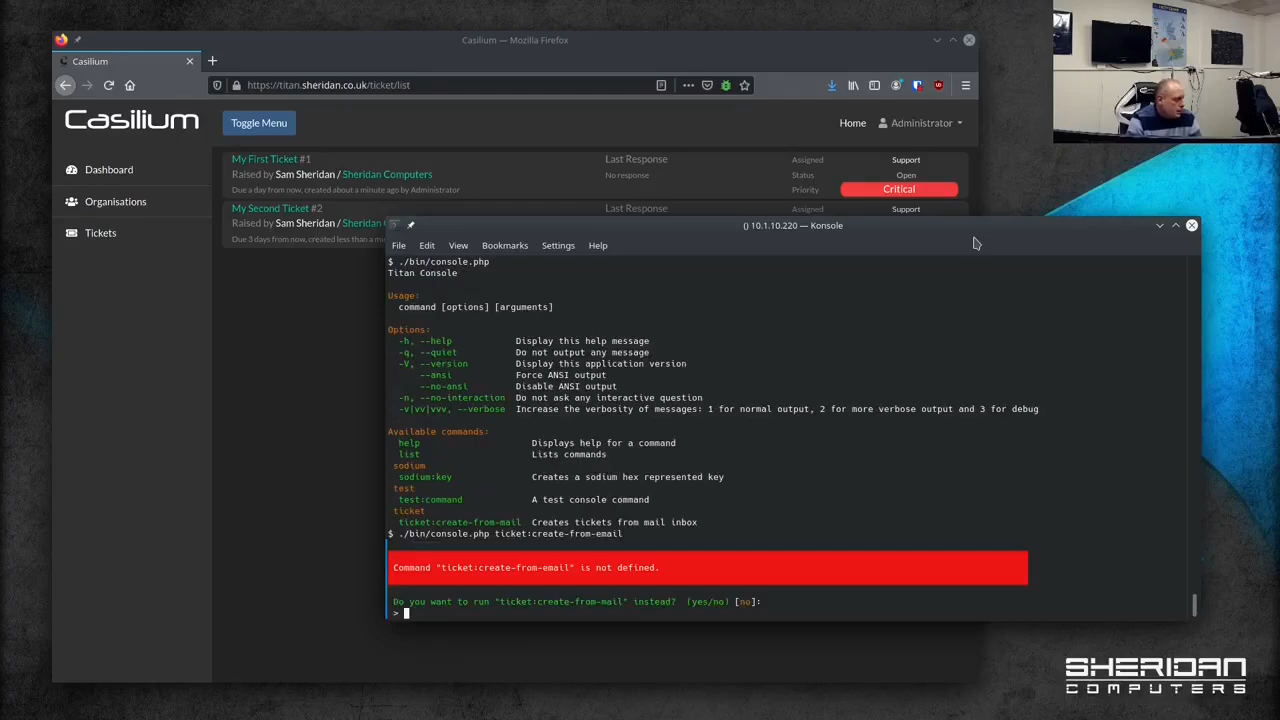 Casilium — Mozilla Firefox
Casilium
https://titan.sheridan.co.uk/ticket/list
Casilium
Toggle Menu
Home
Administrator
Dashboard
Organisations
Tickets
My First Ticket #1
Raised by Sam Sheridan / Sheridan Computers
Due a day from now, created about a minute ago by Administrator
Last Response
No response
Assigned Support
Status Open
Priority Critical
My Second Ticket #2
Raised by Sam Sheridan / Sheridan
Due 3 days from now, created less than a
Last Response
Assigned Support
() 10.1.10.220 — Konsole
File Edit View Bookmarks Settings Help
$ ./bin/console.php
Titan Console
Usage:
command [options] [arguments]
Options:
-h, --help Display this help message
-q, --quiet Do not output any message
-V, --version Display this application version
--ansi Force ANSI output
--no-ansi Disable ANSI output
-n, --no-interaction Do not ask any interactive question
-v|vv|vvv, --verbose Increase the verbosity of messages: 1 for normal output, 2 for more verbose output and 3 for debug
Available commands:
help Displays help for a command
list Lists commands
sodium
sodium:key Creates a sodium hex represented key
test
test:command A test console command
ticket
ticket:create-from-mail Creates tickets from mail inbox
$ ./bin/console.php ticket:create-from-email
Command "ticket:create-from-email" is not defined.
Do you want to run "ticket:create-from-mail" instead? (yes/no) [no]:
>
SHERIDAN
COMPUTERS